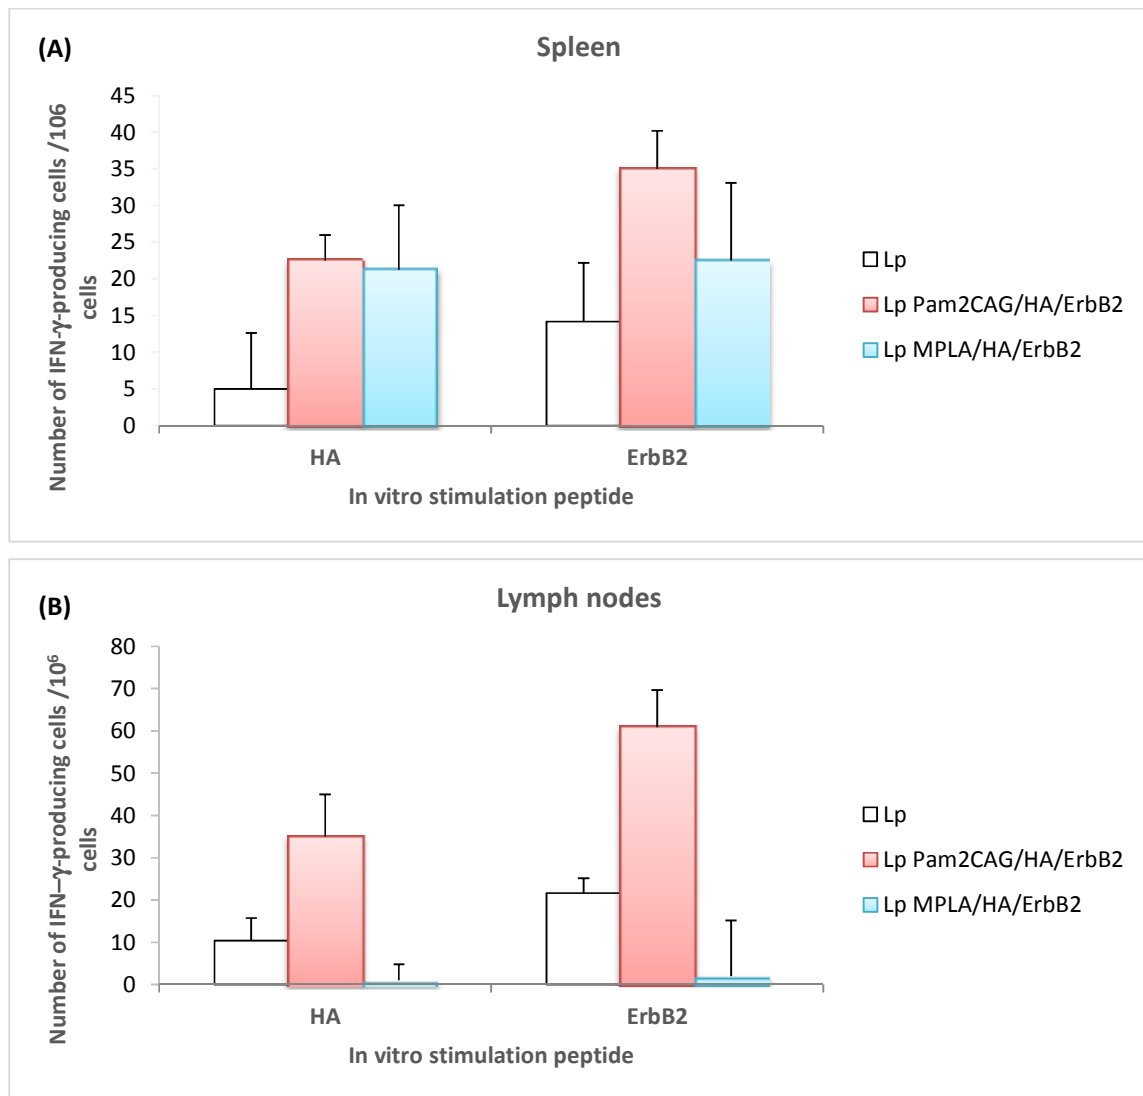 (A)
Spleen
Number of IFN-γ-producing cells /106
cells
45
40
35
30
25
20
15
10
5
0
HA
ErbB2
In vitro stimulation peptide
Lp
Lp Pam2CAG/HA/ErbB2
Lp MPLA/HA/ErbB2
(B)
Lymph nodes
Number of IFN–γ-producing cells /10⁶
cells
80
70
60
50
40
30
20
10
0
HA
ErbB2
In vitro stimulation peptide
Lp
Lp Pam2CAG/HA/ErbB2
Lp MPLA/HA/ErbB2